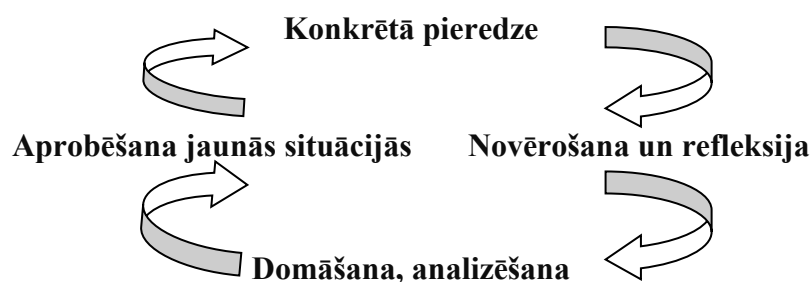 Konkrētā pieredze
Aprobēšana jaunās situācijās
Novērošana un refleksija
Domāšana, analizēšana